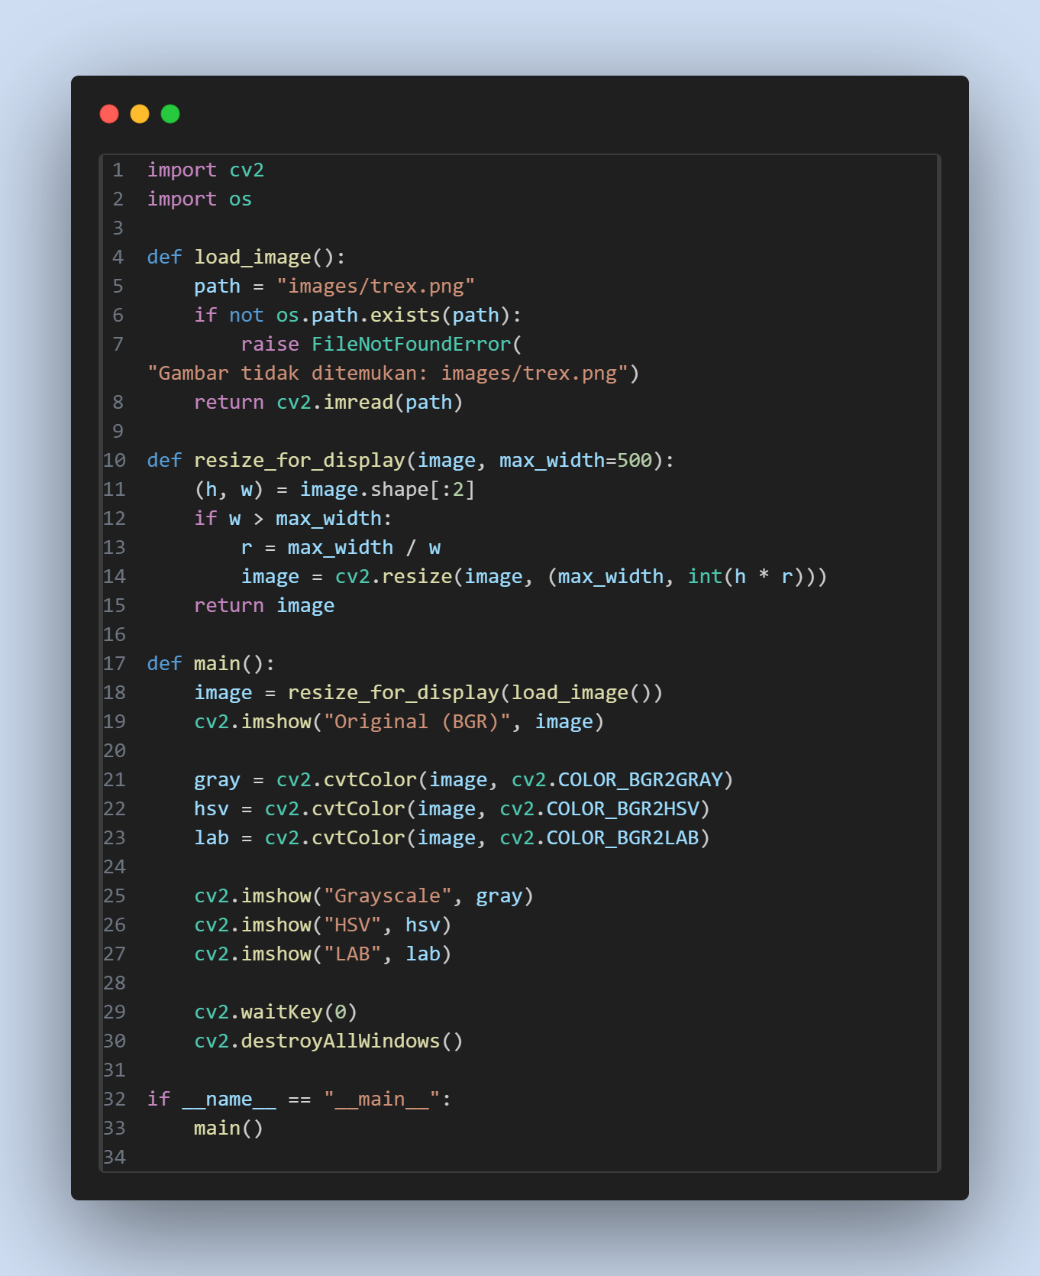 1 import cv2
2 import os
3
4 def load_image():
5     path = "images/trex.png"
6     if not os.path.exists(path):
7         raise FileNotFoundError(
"Gambar tidak ditemukan: images/trex.png")
8     return cv2.imread(path)
9
10 def resize_for_display(image, max_width=500):
11     (h, w) = image.shape[:2]
12     if w > max_width:
13         r = max_width / w
14         image = cv2.resize(image, (max_width, int(h * r)))
15     return image
16
17 def main():
18     image = resize_for_display(load_image())
19     cv2.imshow("Original (BGR)", image)
20
21     gray = cv2.cvtColor(image, cv2.COLOR_BGR2GRAY)
22     hsv = cv2.cvtColor(image, cv2.COLOR_BGR2HSV)
23     lab = cv2.cvtColor(image, cv2.COLOR_BGR2LAB)
24
25     cv2.imshow("Grayscale", gray)
26     cv2.imshow("HSV", hsv)
27     cv2.imshow("LAB", lab)
28
29     cv2.waitKey(0)
30     cv2.destroyAllWindows()
31
32 if __name__ == "__main__":
33     main()
34